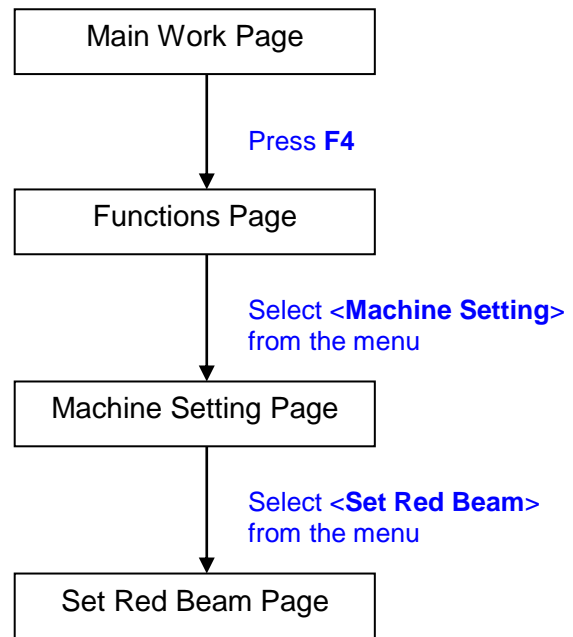 Main Work Page
Press F4
Functions Page
Select <Machine Setting>
from the menu
Machine Setting Page
Select <Set Red Beam>
from the menu
Set Red Beam Page